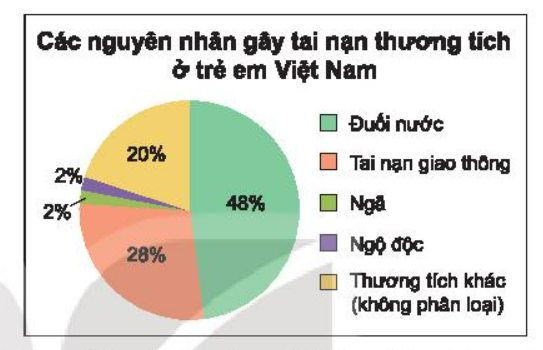 Các nguyên nhân gây tai nạn thương tích
ở trẻ em Việt Nam
20%
2%
2%
48%
28%
Đuối nước
Tai nạn giao thông
Ngã
Ngộ độc
Thương tích khác
(không phân loại)